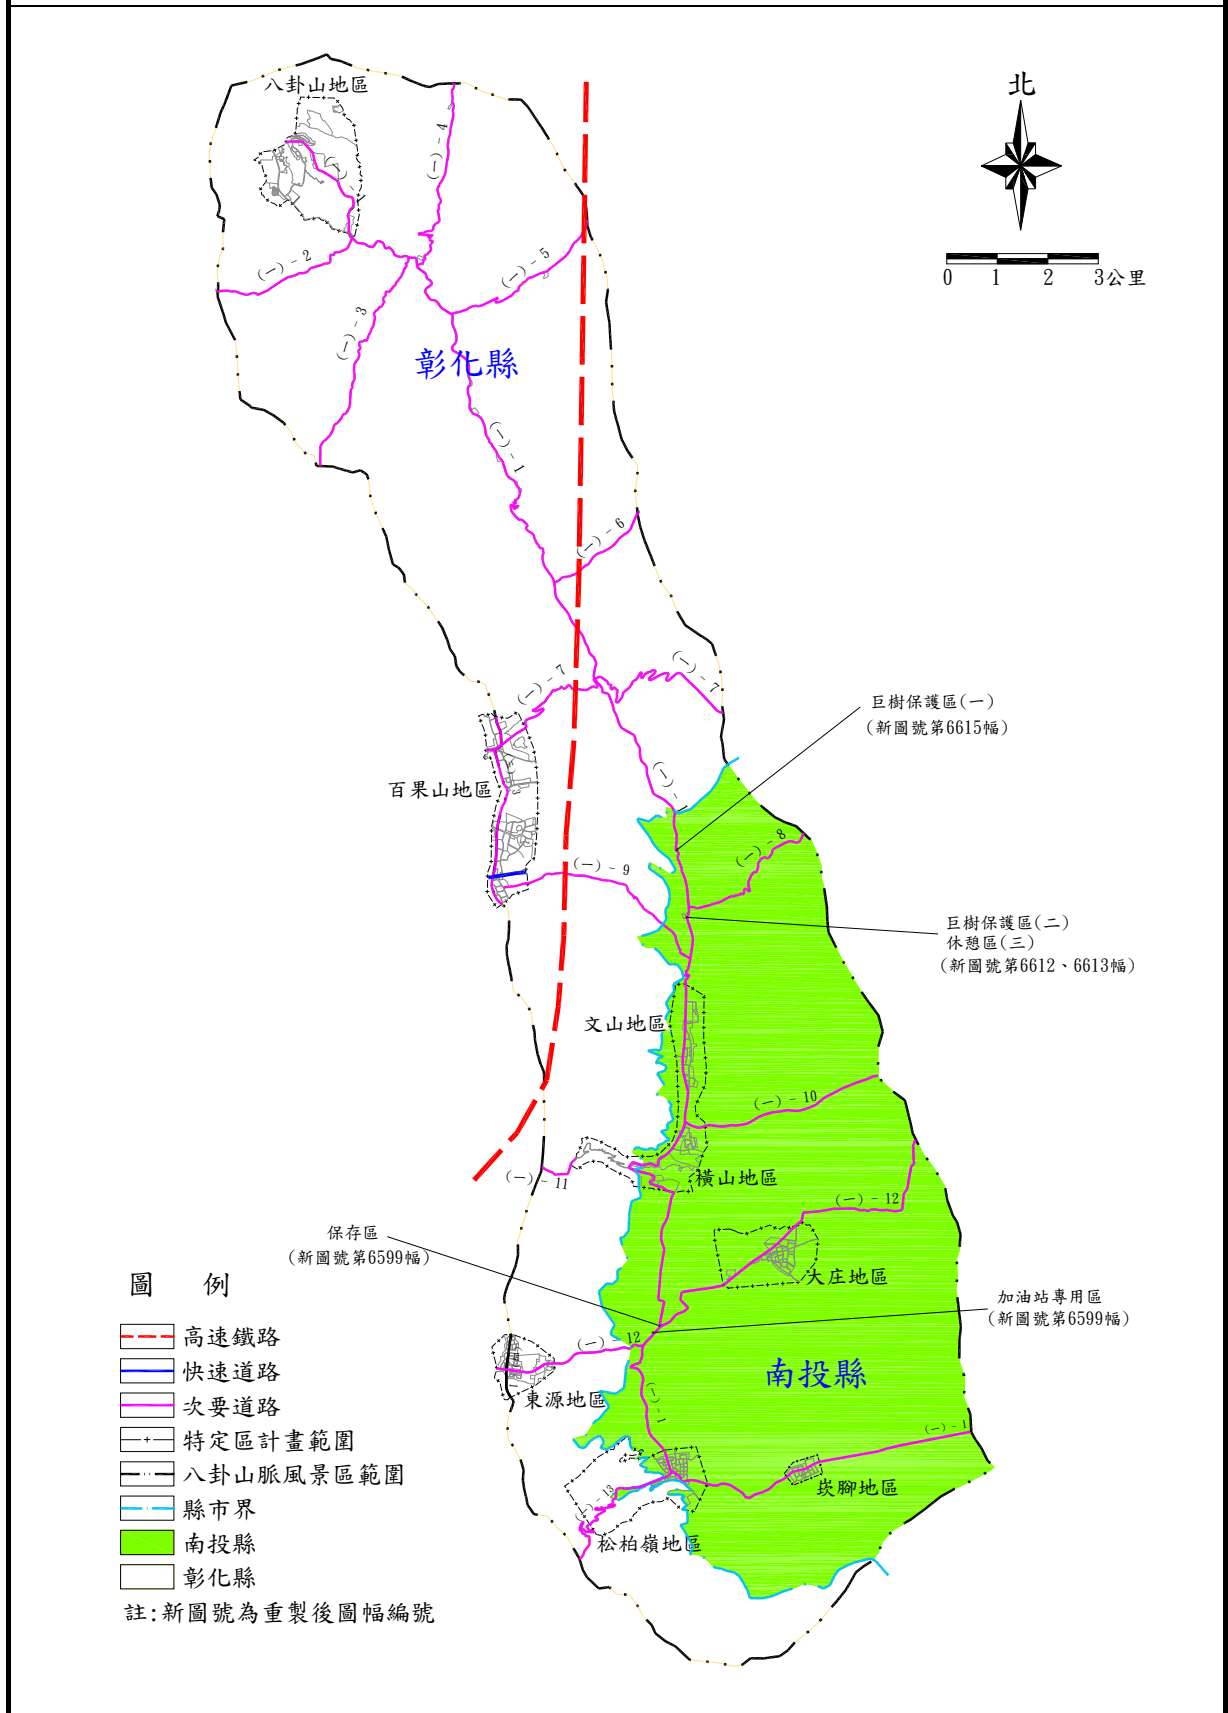 八卦山地區
北
0 1 2 3公里
(一)-4
(一)-1
(一)-2
(一)-5
(一)-3
彰化縣
(一)-1
(一)-6
(一)-7
(一)-7
巨樹保護區(一)
(新圖號第6615幅)
百果山地區
(一)-1
(一)-8
(一)-9
巨樹保護區(二)
休憩區(三)
(新圖號第6612、6613幅)
文山地區
(一)-10
橫山地區
(一)-11
(一)-12
保存區
(新圖號第6599幅)
大庄地區
加油站專用區
(新圖號第6599幅)
(一)-12
南投縣
東源地區
(一)-1
(一)-1
崁腳地區
(一)-13
松柏嶺地區
圖 例
高速鐵路
快速道路
次要道路
特定區計畫範圍
八卦山脈風景區範圍
縣市界
南投縣
彰化縣
註:新圖號為重製後圖幅編號